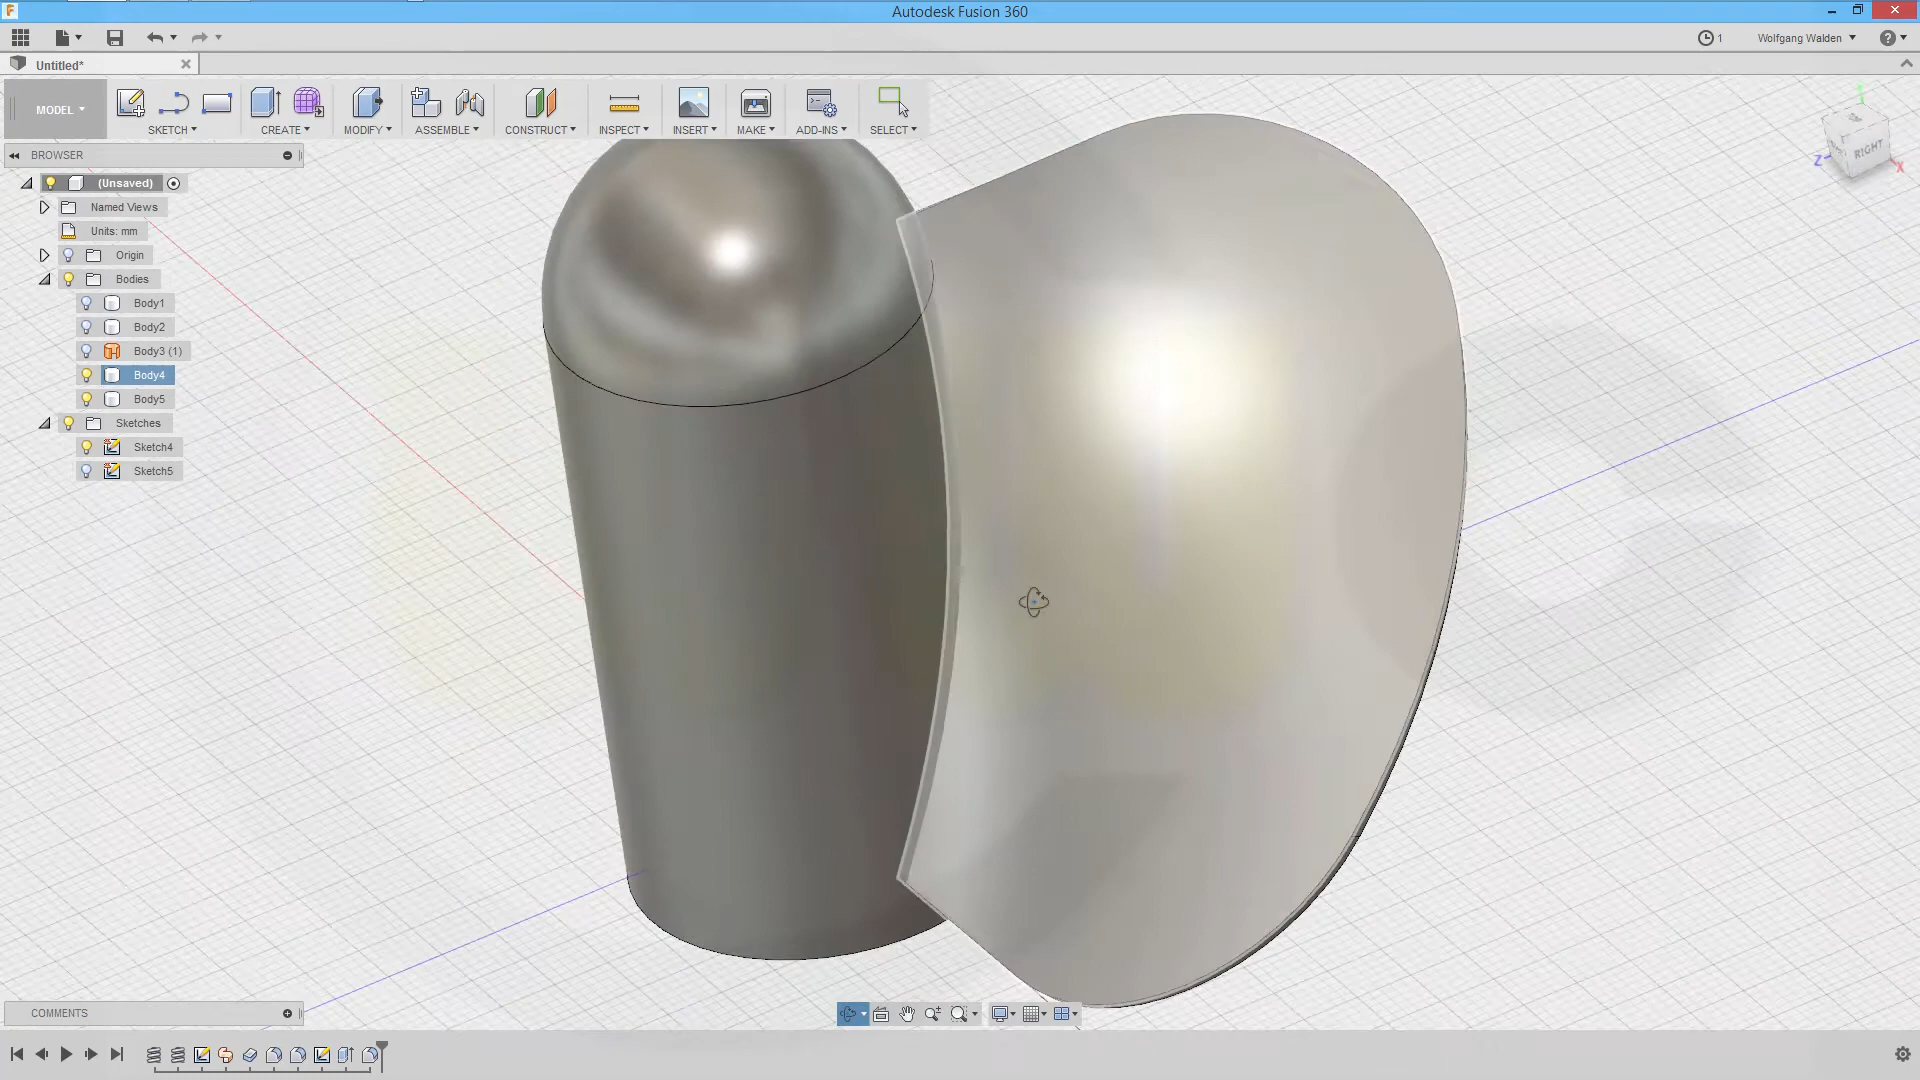 Autodesk Fusion 360
1 Wolfgang Walden
Untitled*
MODEL
SKETCH CREATE MODIFY ASSEMBLE CONSTRUCT INSPECT INSERT MAKE ADD-INS SELECT
BROWSER
(Unsaved)
Named Views
Units: mm
Origin
Bodies
Body1
Body2
Body3 (1)
Body4
Body5
Sketches
Sketch4
Sketch5
RIGHT
Z
X
COMMENTS